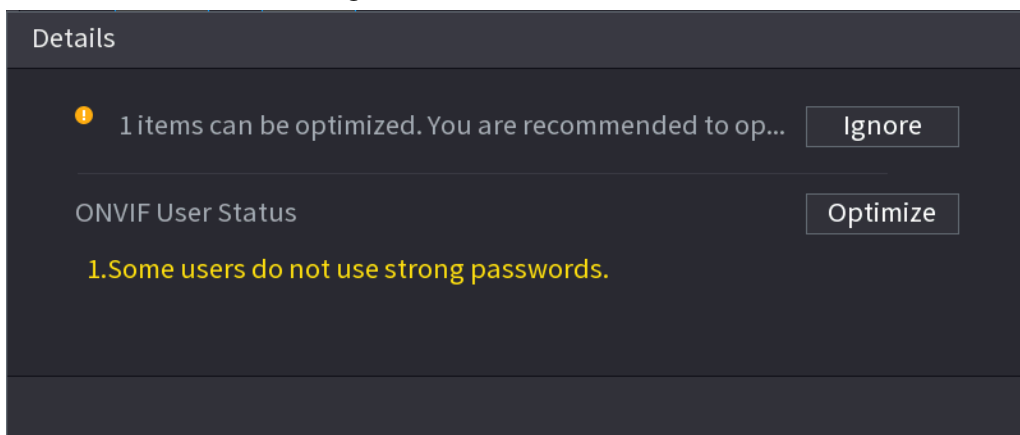 Details
1 items can be optimized. You are recommended to op... Ignore
ONVIF User Status Optimize
1.Some users do not use strong passwords.